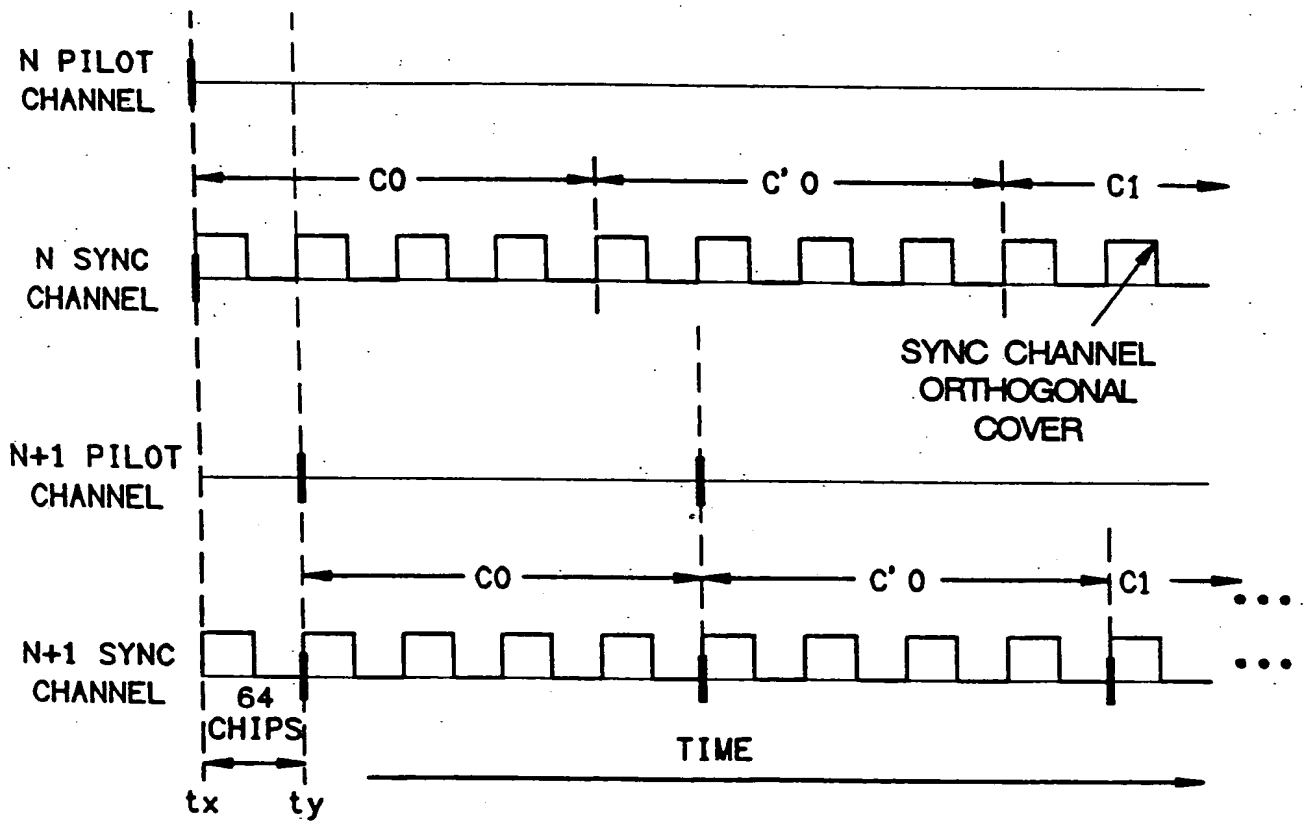 N PILOT
CHANNEL
C0
C' 0
C1
N SYNC
CHANNEL
SYNC CHANNEL
ORTHOGONAL
COVER
N+1 PILOT
CHANNEL
C0
C' 0
C1
N+1 SYNC
CHANNEL
64
CHIPS
TIME
tx
ty